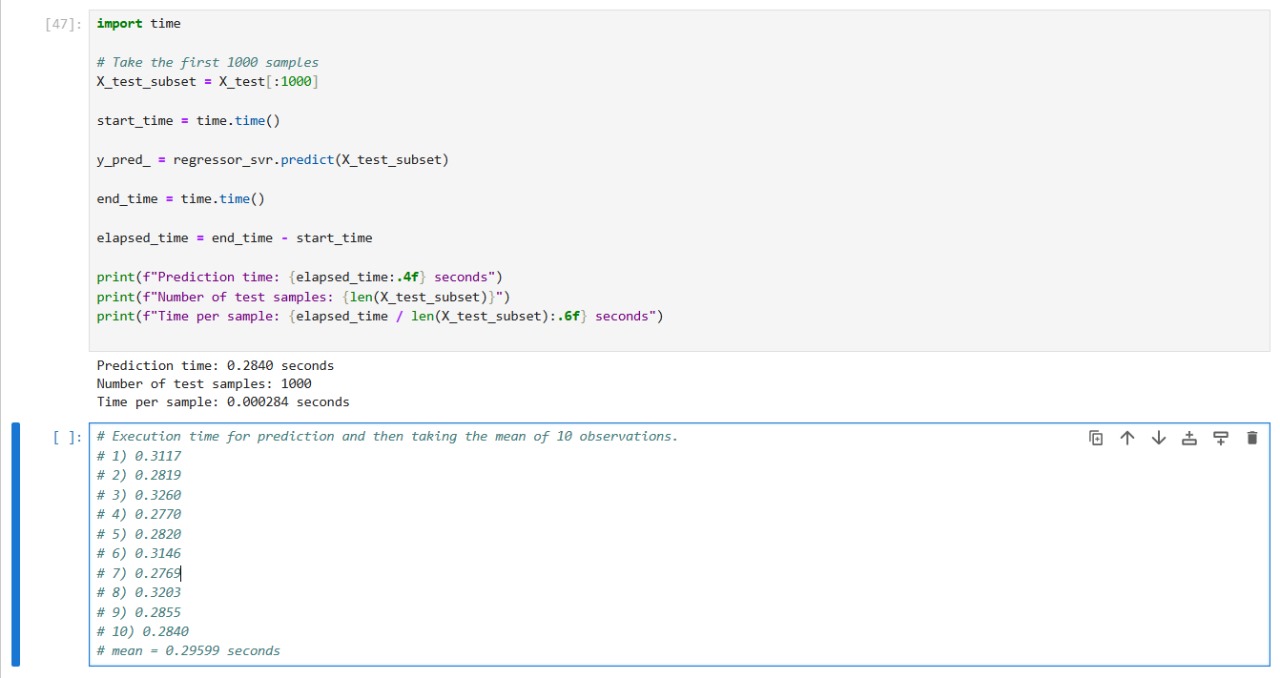 [47]: import time
# Take the first 1000 samples
X_test_subset = X_test[:1000]
start_time = time.time()
y_pred_ = regressor_svr.predict(X_test_subset)
end_time = time.time()
elapsed_time = end_time - start_time
print(f"Prediction time: {elapsed_time:.4f} seconds")
print(f"Number of test samples: {len(X_test_subset)}")
print(f"Time per sample: {elapsed_time / len(X_test_subset):.6f} seconds")
Prediction time: 0.2840 seconds
Number of test samples: 1000
Time per sample: 0.000284 seconds
[ ]: # Execution time for prediction and then taking the mean of 10 observations.
# 1) 0.3117
# 2) 0.2819
# 3) 0.3260
# 4) 0.2770
# 5) 0.2820
# 6) 0.3146
# 7) 0.2769
# 8) 0.3203
# 9) 0.2855
# 10) 0.2840
# mean = 0.29599 seconds